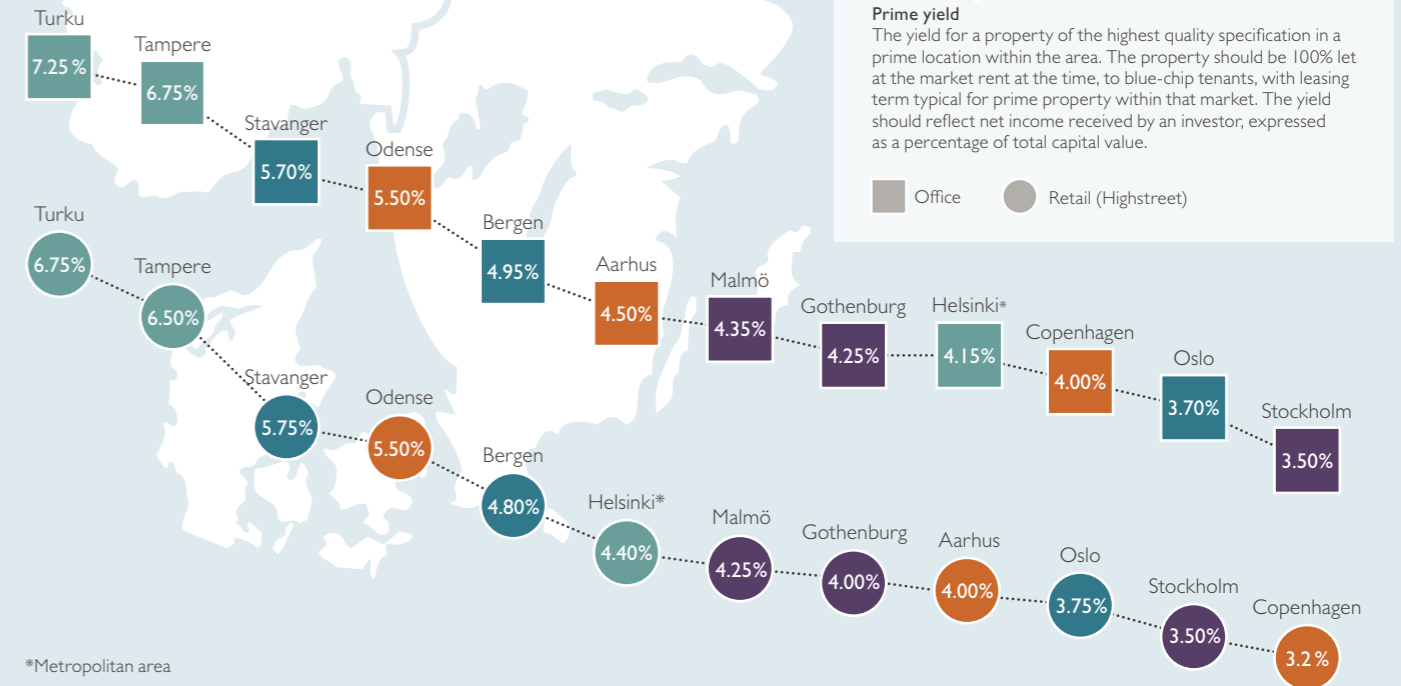 Prime yield
The yield for a property of the highest quality specification in a
prime location within the area. The property should be 100% let
at the market rent at the time, to blue-chip tenants, with leasing
term typical for prime property within that market. The yield
should reflect net income received by an investor, expressed
as a percentage of total capital value.
Office
Retail (Highstreet)
Turku
7.25 %
Tampere
6.75%
Stavanger
5.70%
Odense
5.50%
Bergen
4.95%
Aarhus
4.50%
Malmö
4.35%
Gothenburg
4.25%
Helsinki*
4.15%
Copenhagen
4.00%
Oslo
3.70%
Stockholm
3.50%
Turku
6.75%
Tampere
6.50%
Stavanger
5.75%
Odense
5.50%
Bergen
4.80%
Helsinki*
4.40%
Malmö
4.25%
Gothenburg
4.00%
Aarhus
4.00%
Oslo
3.75%
Stockholm
3.50%
Copenhagen
3.2 %
*Metropolitan area